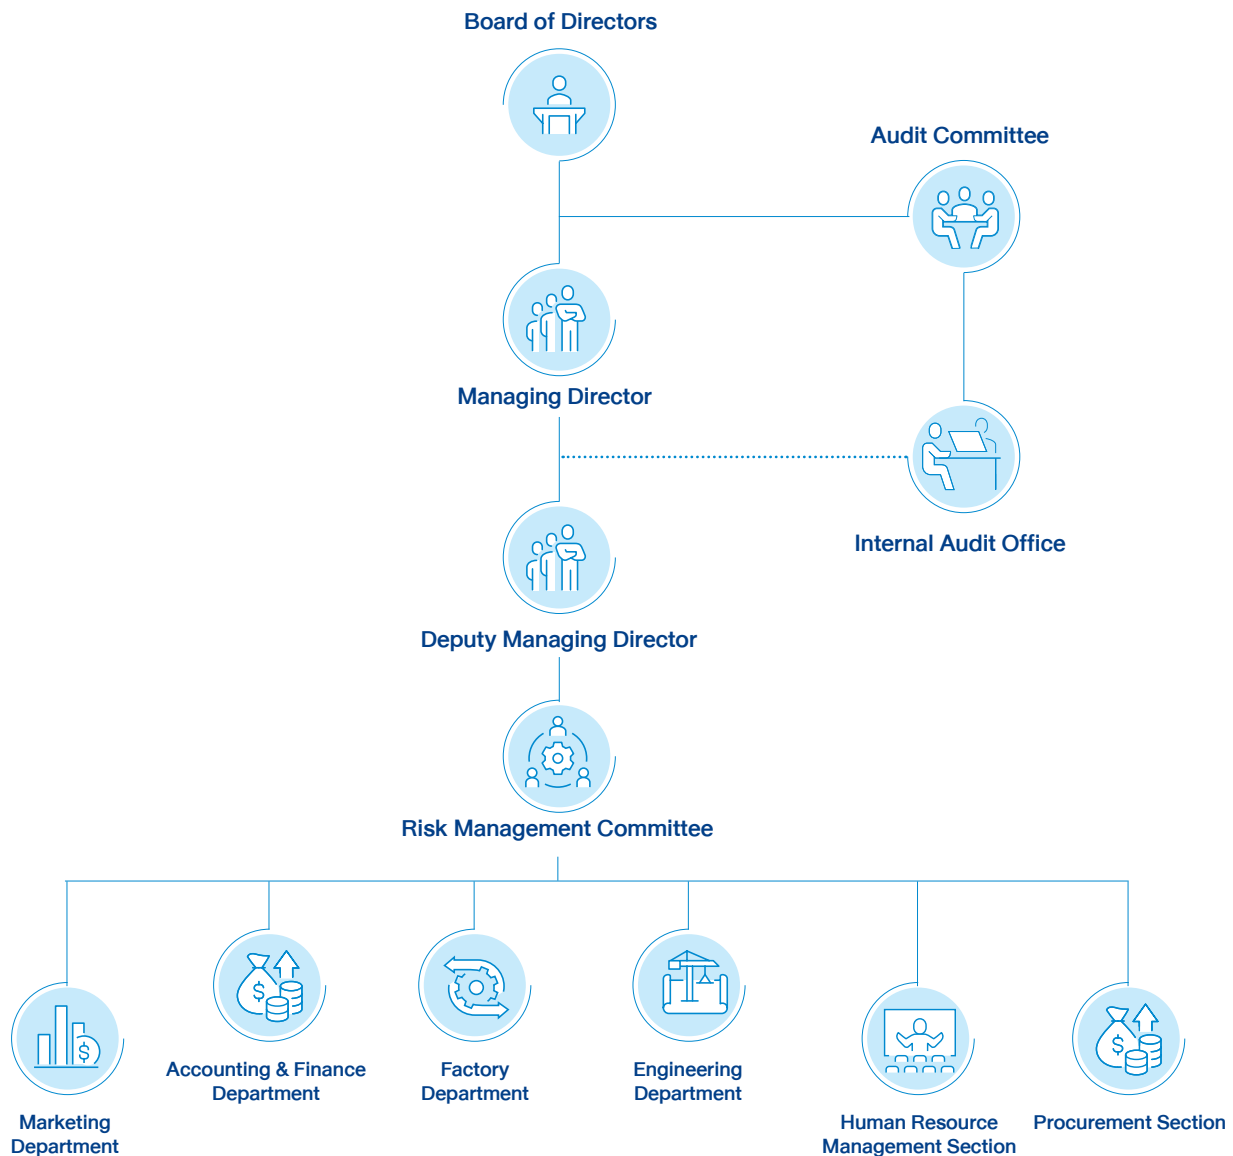 Board of Directors
Audit Committee
Managing Director
Internal Audit Office
Deputy Managing Director
Risk Management Committee
Marketing
Department
Accounting & Finance
Department
Factory
Department
Engineering
Department
Human Resource
Management Section
Procurement Section
$
$
$